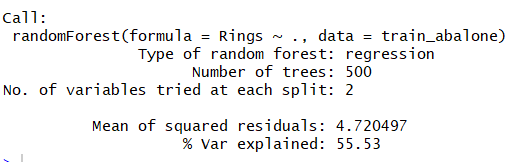 Call:
randomForest(formula = Rings ~ ., data = train_abalone)
Type of random forest: regression
Number of trees: 500
No. of variables tried at each split: 2
Mean of squared residuals: 4.720497
% Var explained: 55.53
>